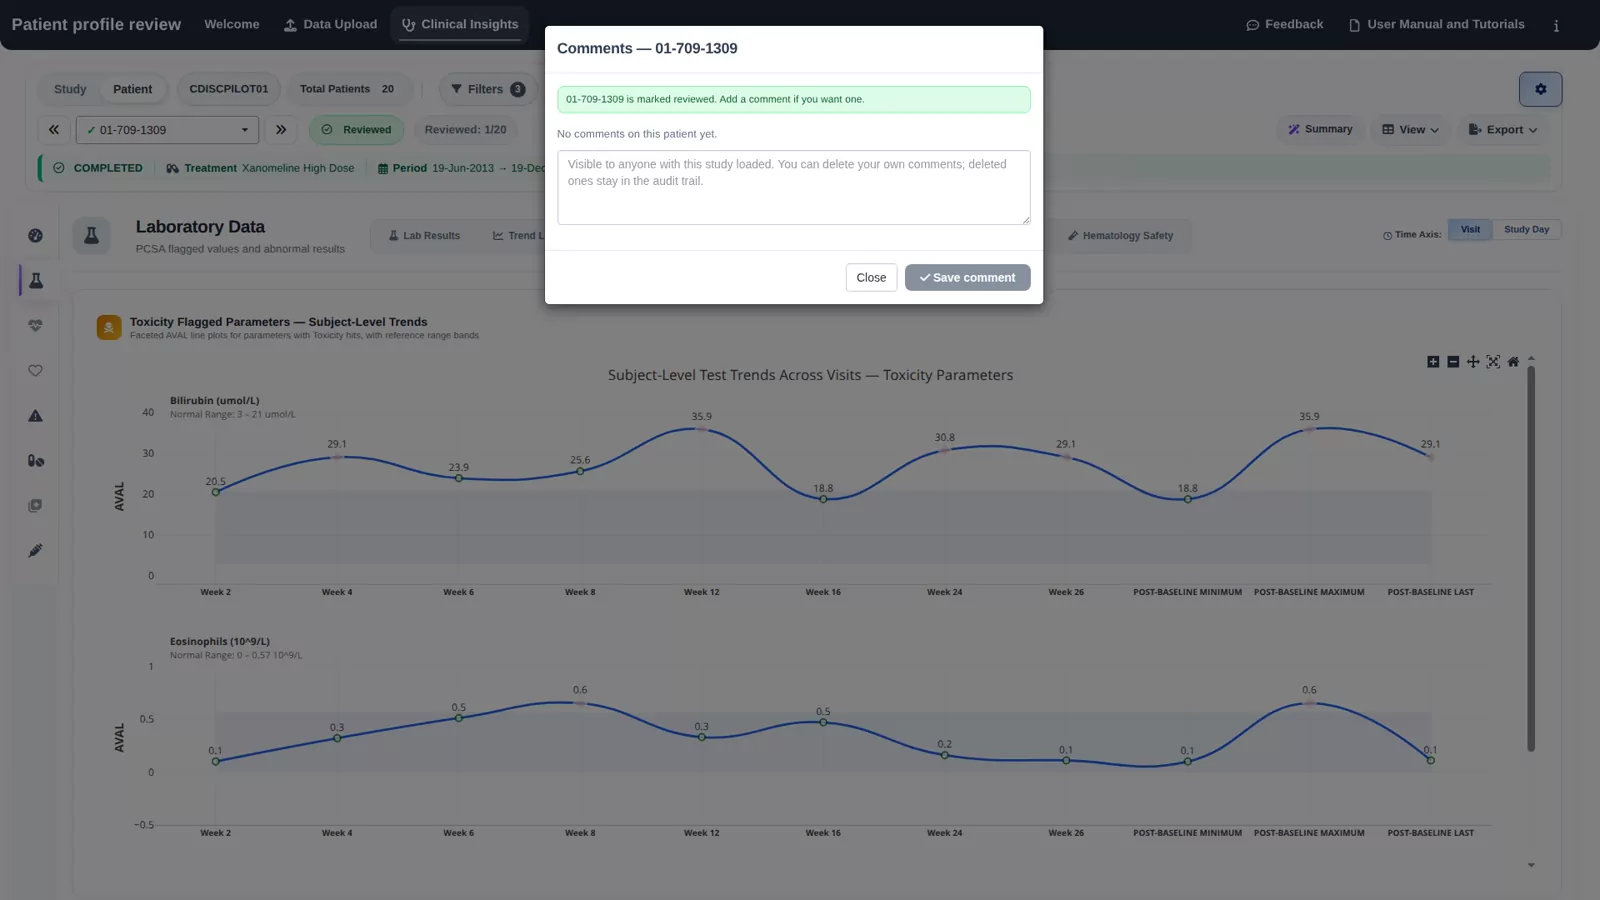 Patient profile review
Welcome
Data Upload
Clinical Insights
Feedback
User Manual and Tutorials
Comments — 01-709-1309
01-709-1309 is marked reviewed. Add a comment if you want one.
No comments on this patient yet.
Visible to anyone with this study loaded. You can delete your own comments; deleted
ones stay in the audit trail.
Close
Save comment
Study
Patient
CDISCPILOT01
Total Patients 20
Filters 3
✓ 01-709-1309
Reviewed
Reviewed: 1/20
Summary
View
Export
COMPLETED
Treatment Xanomeline High Dose
Period 19-Jun-2013 → 19-Dec
Laboratory Data
PCSA flagged values and abnormal results
Lab Results
Trend L
Hematology Safety
Time Axis:
Visit
Study Day
Toxicity Flagged Parameters — Subject-Level Trends
Faceted AVAL line plots for parameters with Toxicity hits, with reference range bands
Subject-Level Test Trends Across Visits — Toxicity Parameters
Bilirubin (umol/L)
Normal Range: 3 – 21 umol/L
AVAL
40
30
20
10
0
20.5
29.1
23.9
25.6
35.9
18.8
30.8
29.1
18.8
35.9
29.1
Week 2
Week 4
Week 6
Week 8
Week 12
Week 16
Week 24
Week 26
POST-BASELINE MINIMUM
POST-BASELINE MAXIMUM
POST-BASELINE LAST
Eosinophils (10^9/L)
Normal Range: 0 – 0.57 10^9/L
AVAL
1
0.5
0
−0.5
0.1
0.3
0.5
0.6
0.3
0.5
0.2
0.1
0.1
0.6
0.1
Week 2
Week 4
Week 6
Week 8
Week 12
Week 16
Week 24
Week 26
POST-BASELINE MINIMUM
POST-BASELINE MAXIMUM
POST-BASELINE LAST